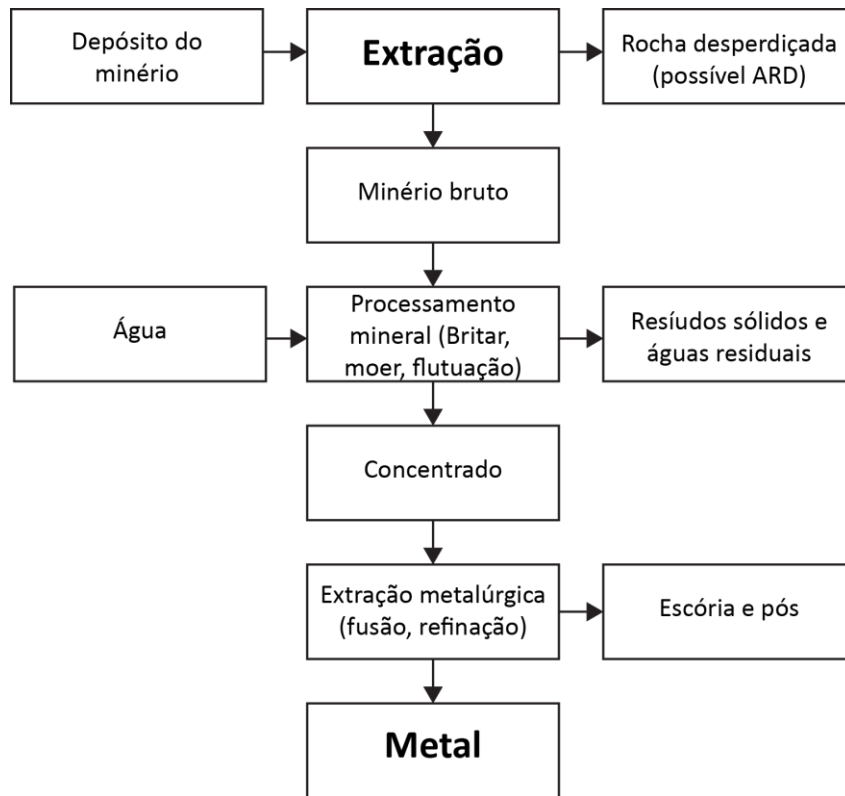 Depósito do
minério
Extração
Rocha desperdiçada
(possível ARD)
Minério bruto
Água
Processamento
mineral (Britar,
moer, flutuação)
Resíudos sólidos e
águas residuais
Concentrado
Extração metalúrgica
(fusão, refinação)
Escória e pós
Metal